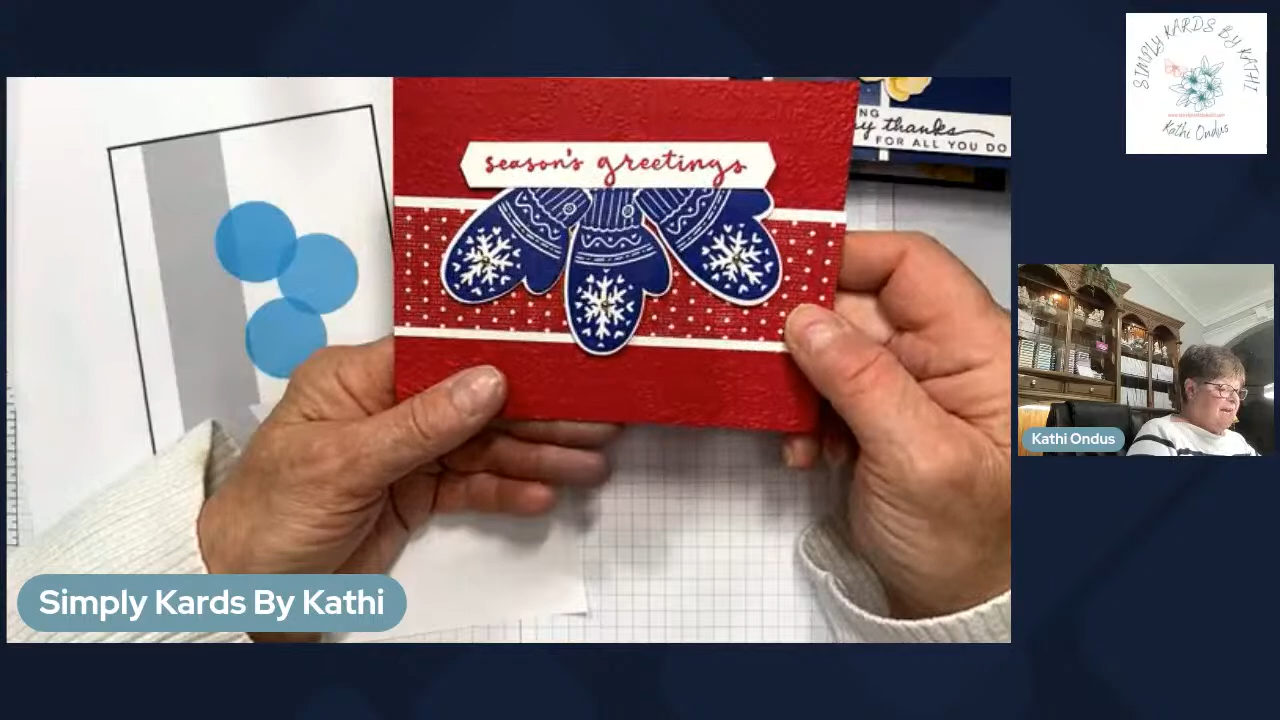 SIMPLY KARDS BY KATHI
Kathi Ondus
season's greetings
thanks
FOR ALL YOU DO
Kathi Ondus
Simply Kards By Kathi